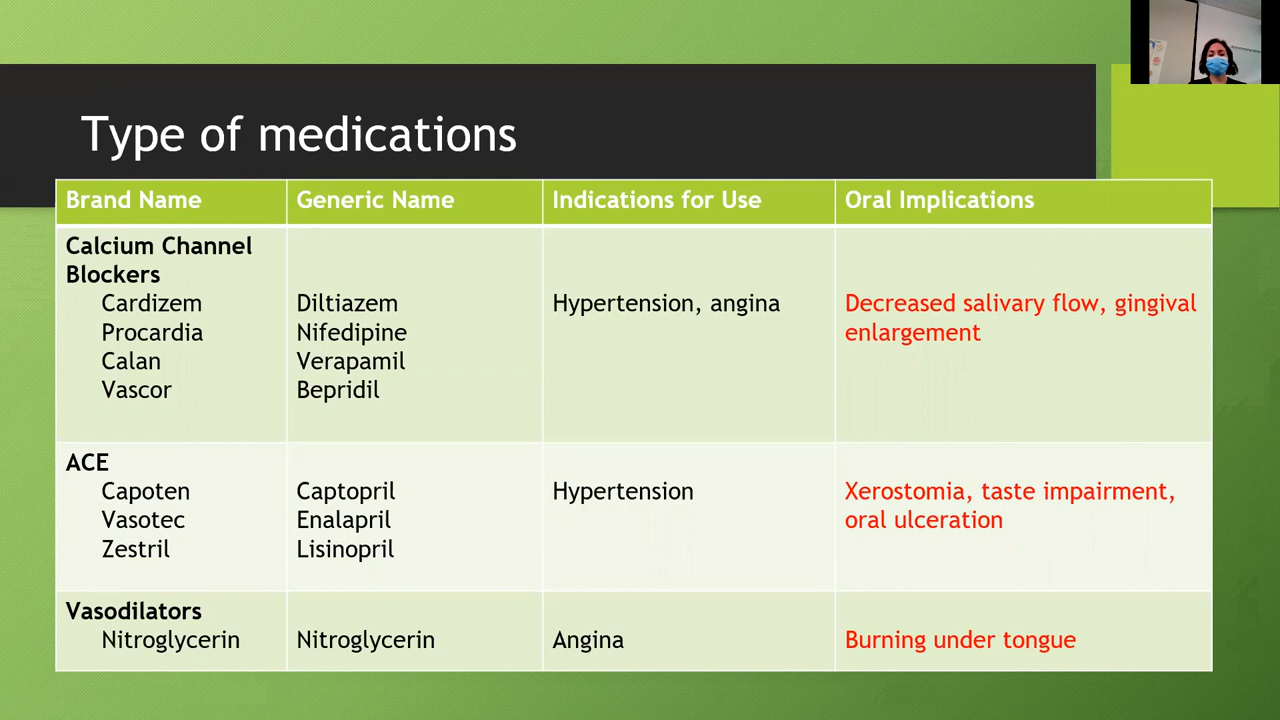 Type of medications
Brand Name
Generic Name
Indications for Use
Oral Implications
Calcium Channel
Blockers
Cardizem
Procardia
Calan
Vascor
Diltiazem
Nifedipine
Verapamil
Bepridil
Hypertension, angina
Decreased salivary flow, gingival
enlargement
ACE
Capoten
Vasotec
Zestril
Captopril
Enalapril
Lisinopril
Hypertension
Xerostomia, taste impairment,
oral ulceration
Vasodilators
Nitroglycerin
Nitroglycerin
Angina
Burning under tongue